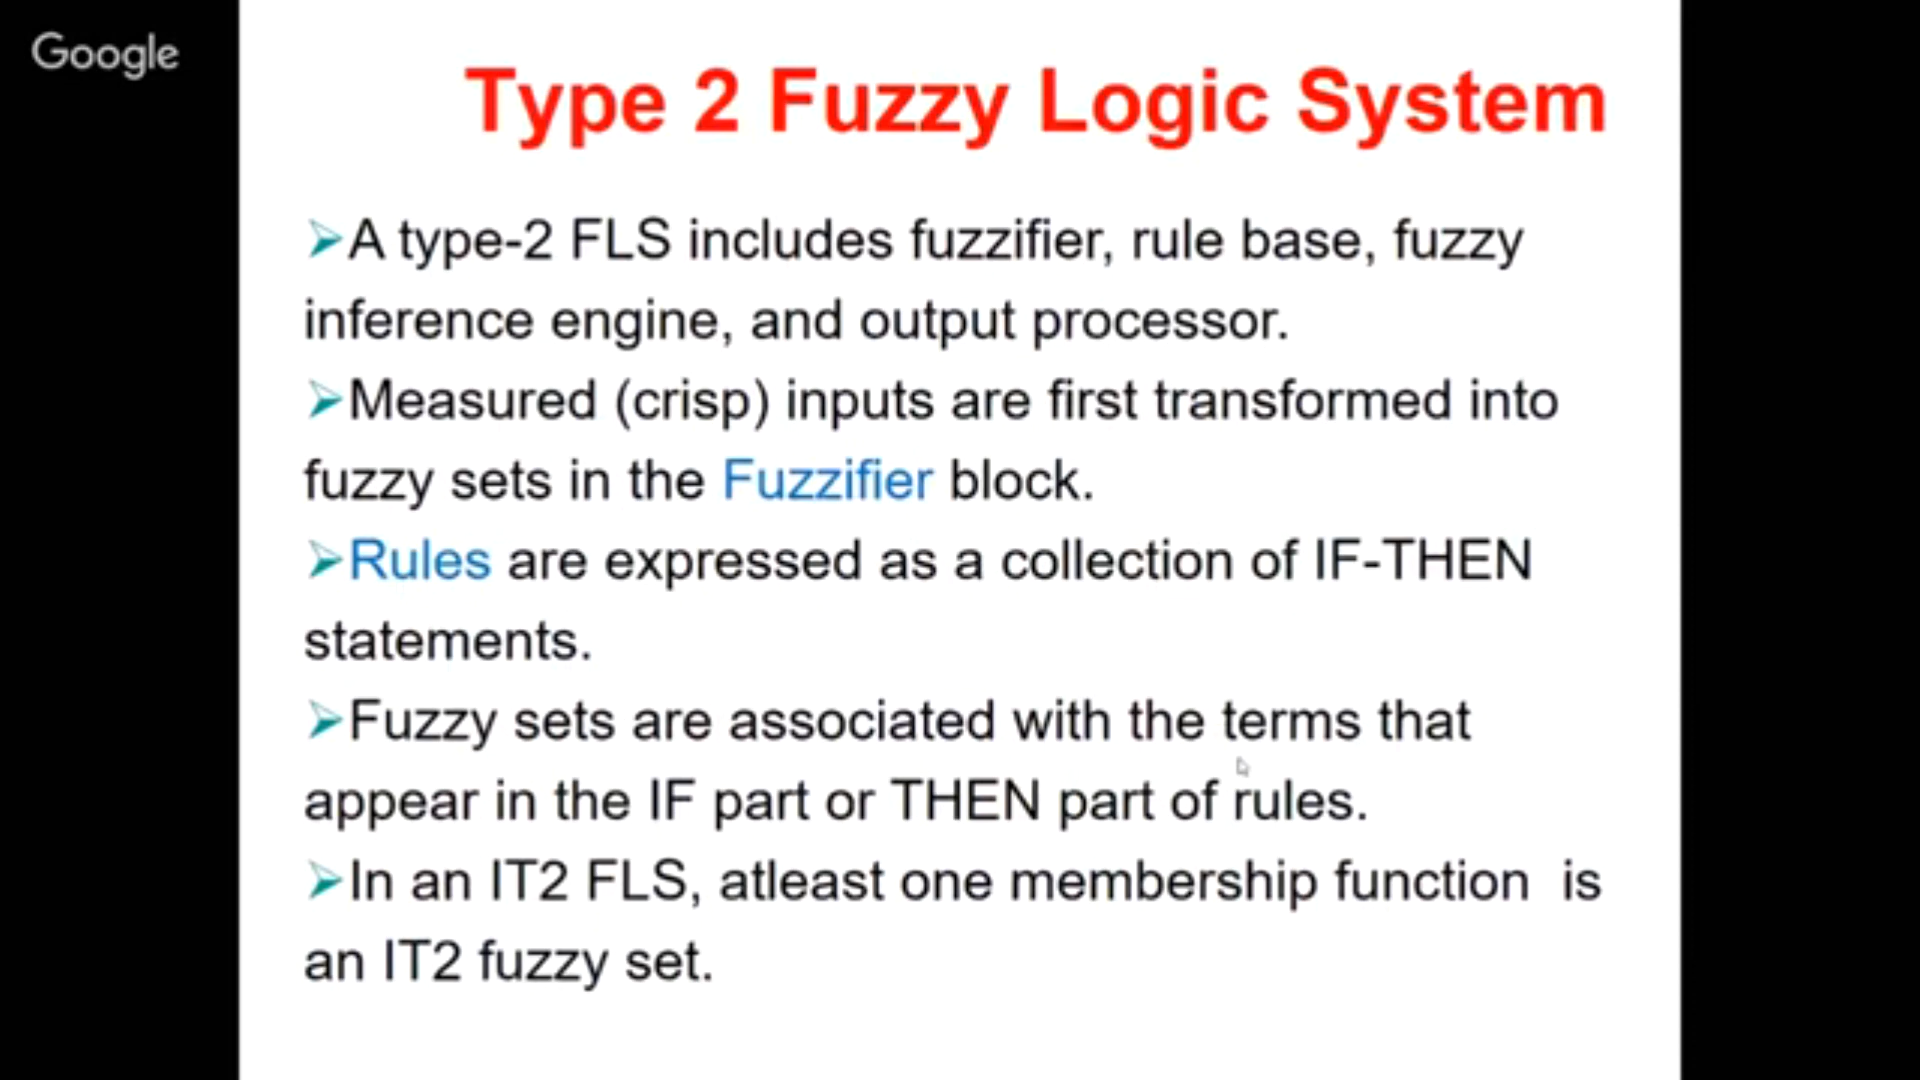 Google
Type 2 Fuzzy Logic System
➢A type-2 FLS includes fuzzifier, rule base, fuzzy
inference engine, and output processor.
➢Measured (crisp) inputs are first transformed into
fuzzy sets in the Fuzzifier block.
➢Rules are expressed as a collection of IF-THEN
statements.
➢Fuzzy sets are associated with the terms that
appear in the IF part or THEN part of rules.
➢In an IT2 FLS, atleast one membership function  is
an IT2 fuzzy set.